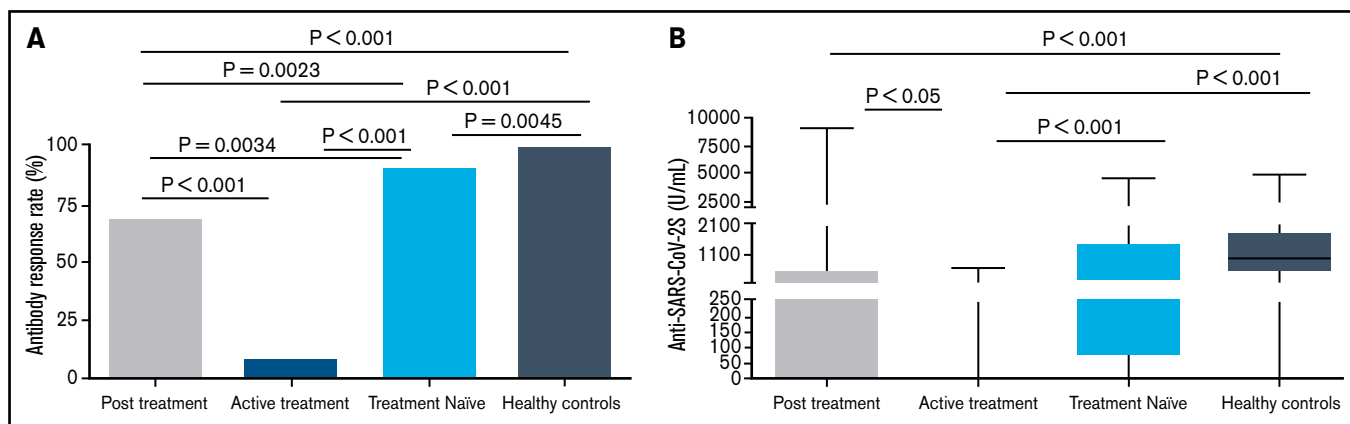 A
P < 0.001
P = 0.0023
P < 0.001
P < 0.001
P = 0.0045
P = 0.0034
P < 0.001
Antibody response rate (%)
100
75
50
25
0
Post treatment
Active treatment
Treatment Naïve
Healthy controls
B
P < 0.001
P < 0.001
P < 0.05
P < 0.001
Anti-SARS-CoV-2S (U/mL)
10000
7500
5000
2500
2100
1100
250
200
150
100
50
0
Post treatment
Active treatment
Treatment Naïve
Healthy controls